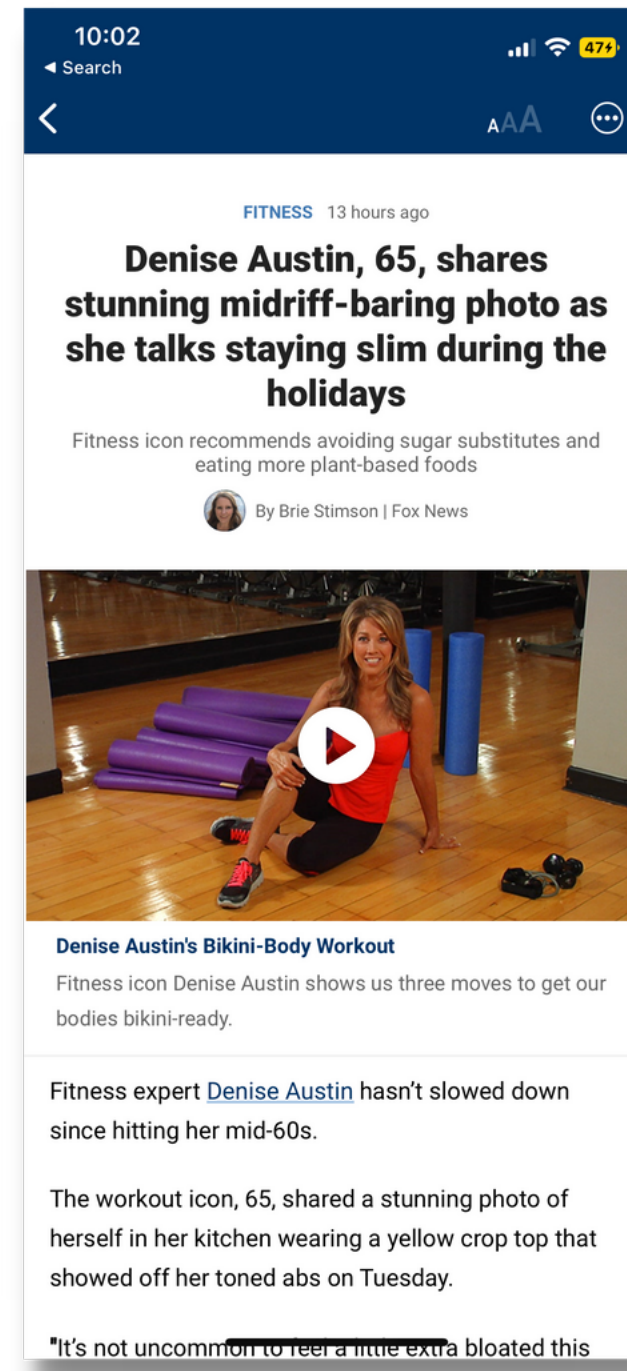 10:02
◀ Search
47
AAA
FITNESS 13 hours ago
Denise Austin, 65, shares
stunning midriff-baring photo as
she talks staying slim during the
holidays
Fitness icon recommends avoiding sugar substitutes and
eating more plant-based foods
By Brie Stimson | Fox News
Denise Austin's Bikini-Body Workout
Fitness icon Denise Austin shows us three moves to get our
bodies bikini-ready.
Fitness expert Denise Austin hasn't slowed down
since hitting her mid-60s.
The workout icon, 65, shared a stunning photo of
herself in her kitchen wearing a yellow crop top that
showed off her toned abs on Tuesday.
"It's not uncommon to feel a little extra bloated this